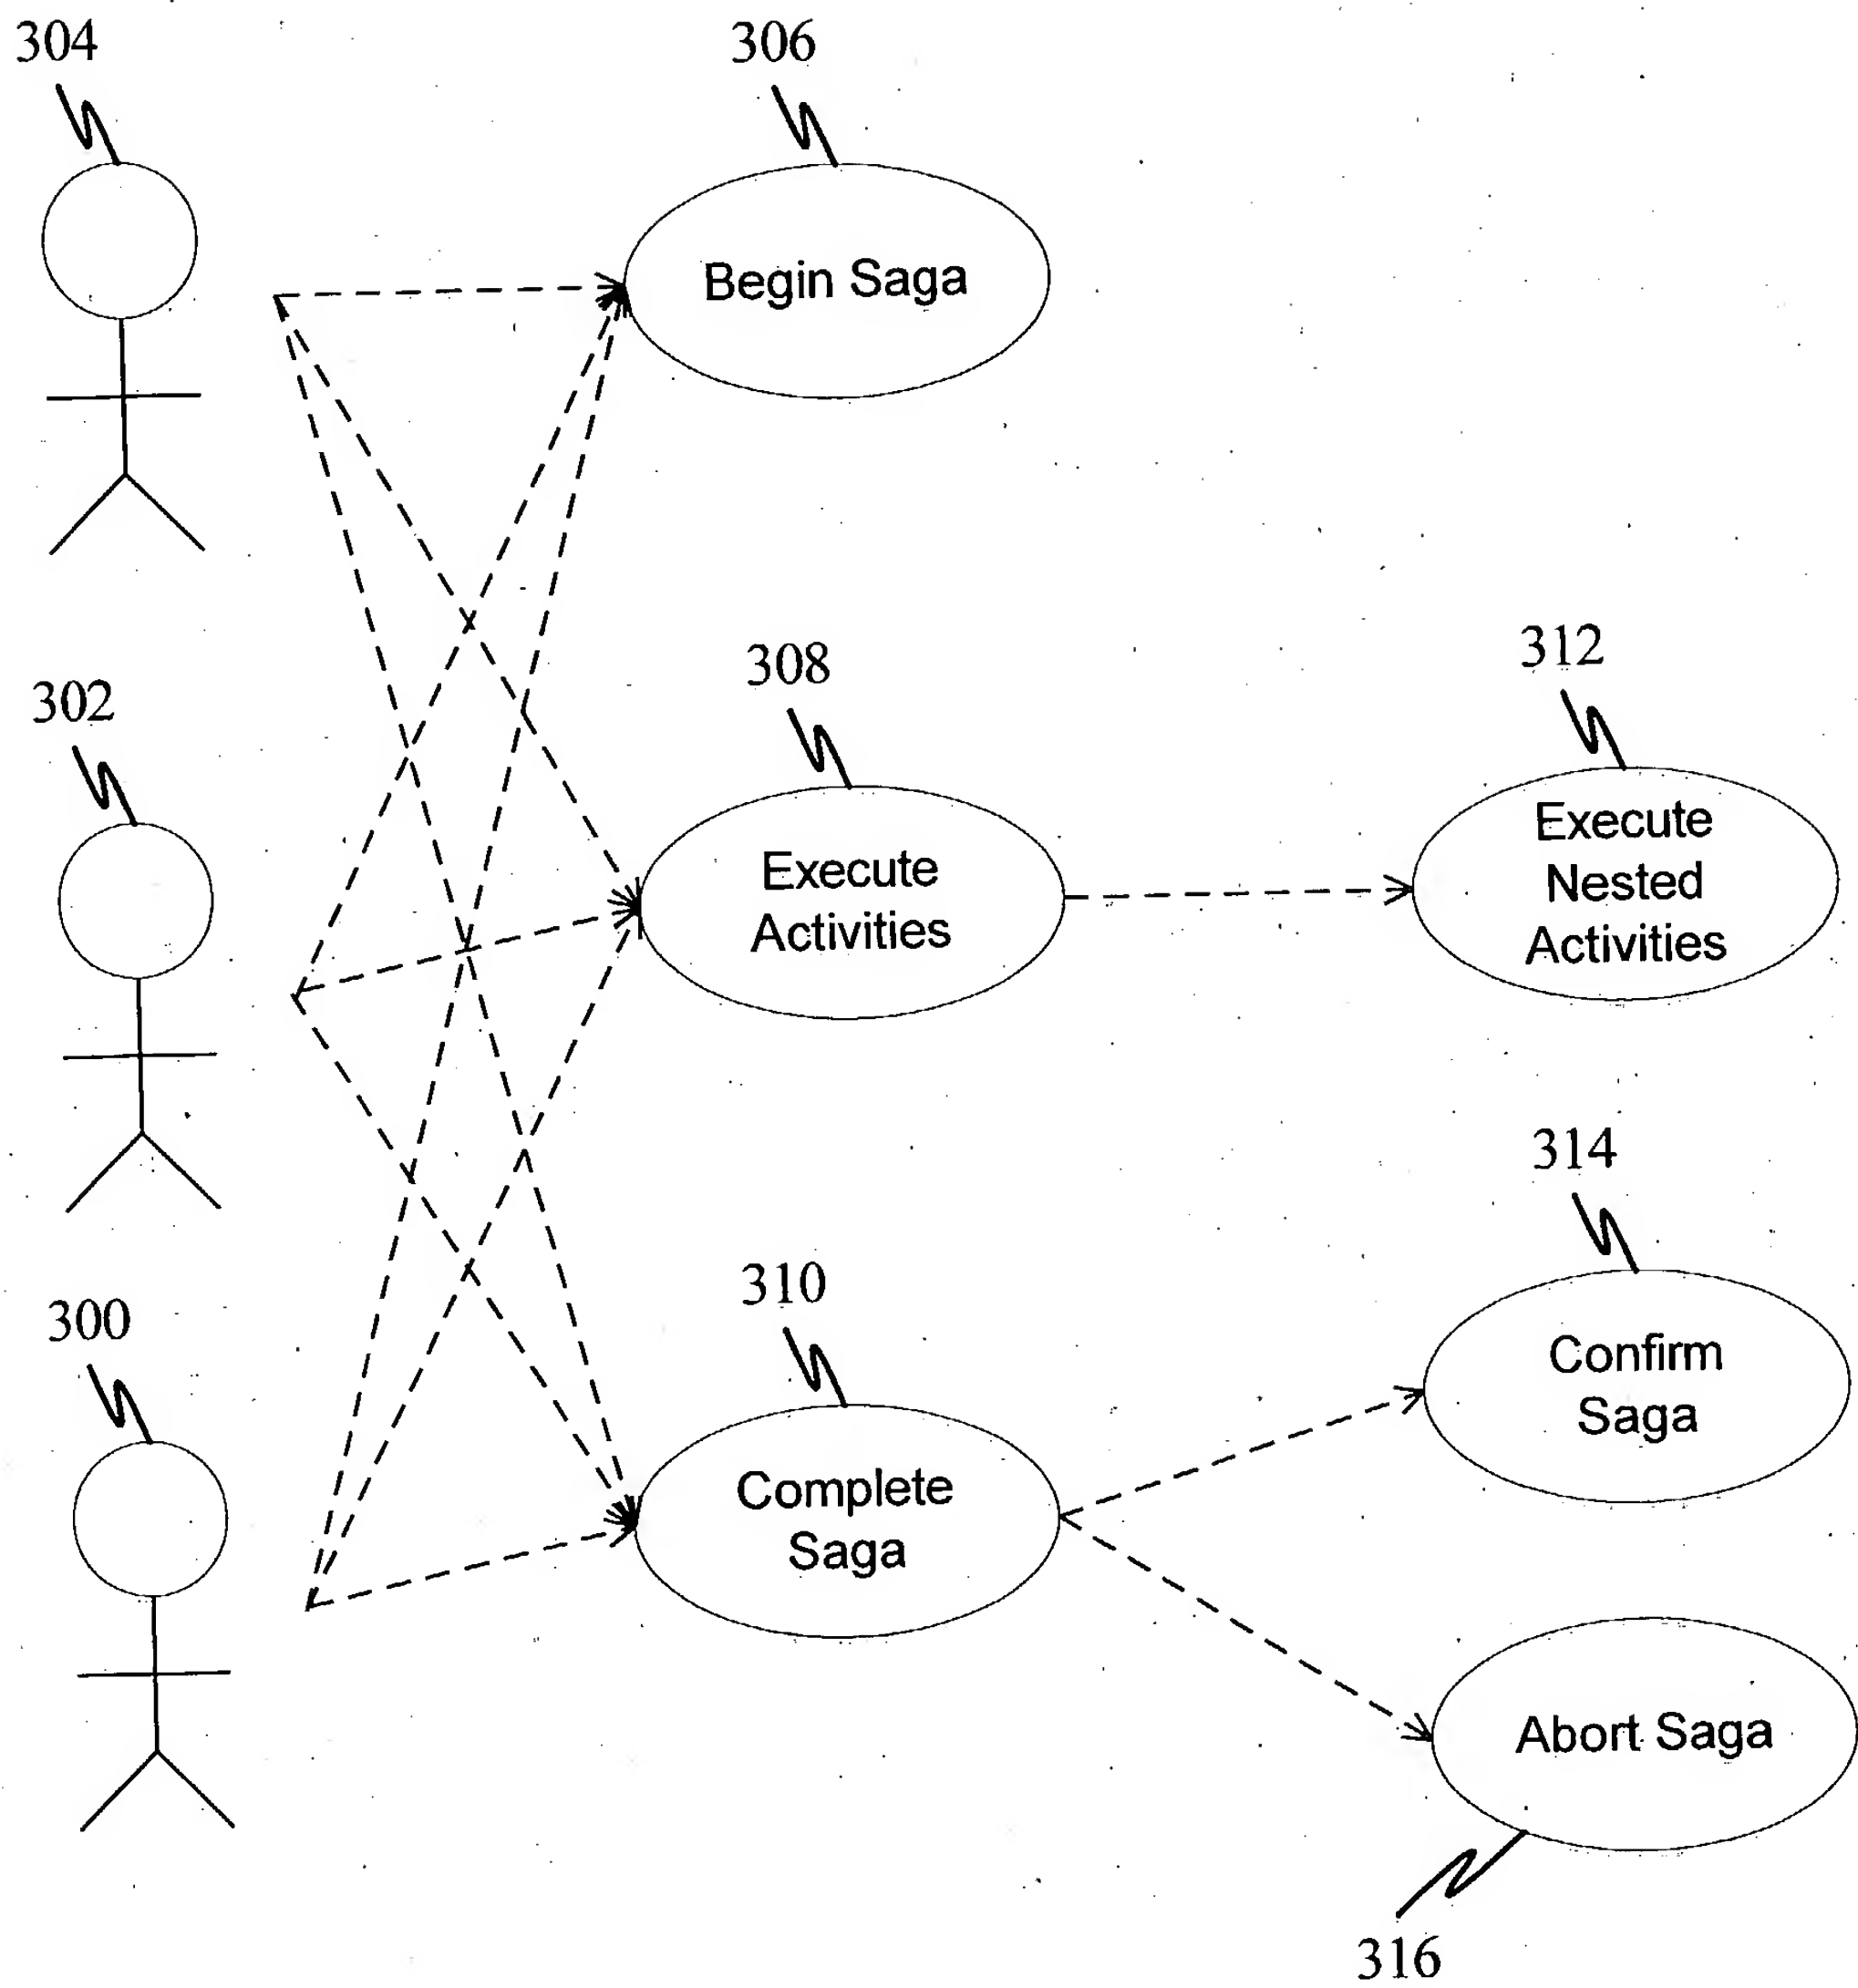 304
306
Begin Saga
302
308
312
Execute
Activities
Execute
Nested
Activities
300
310
314
Complete
Saga
Confirm
Saga
Abort Saga
316